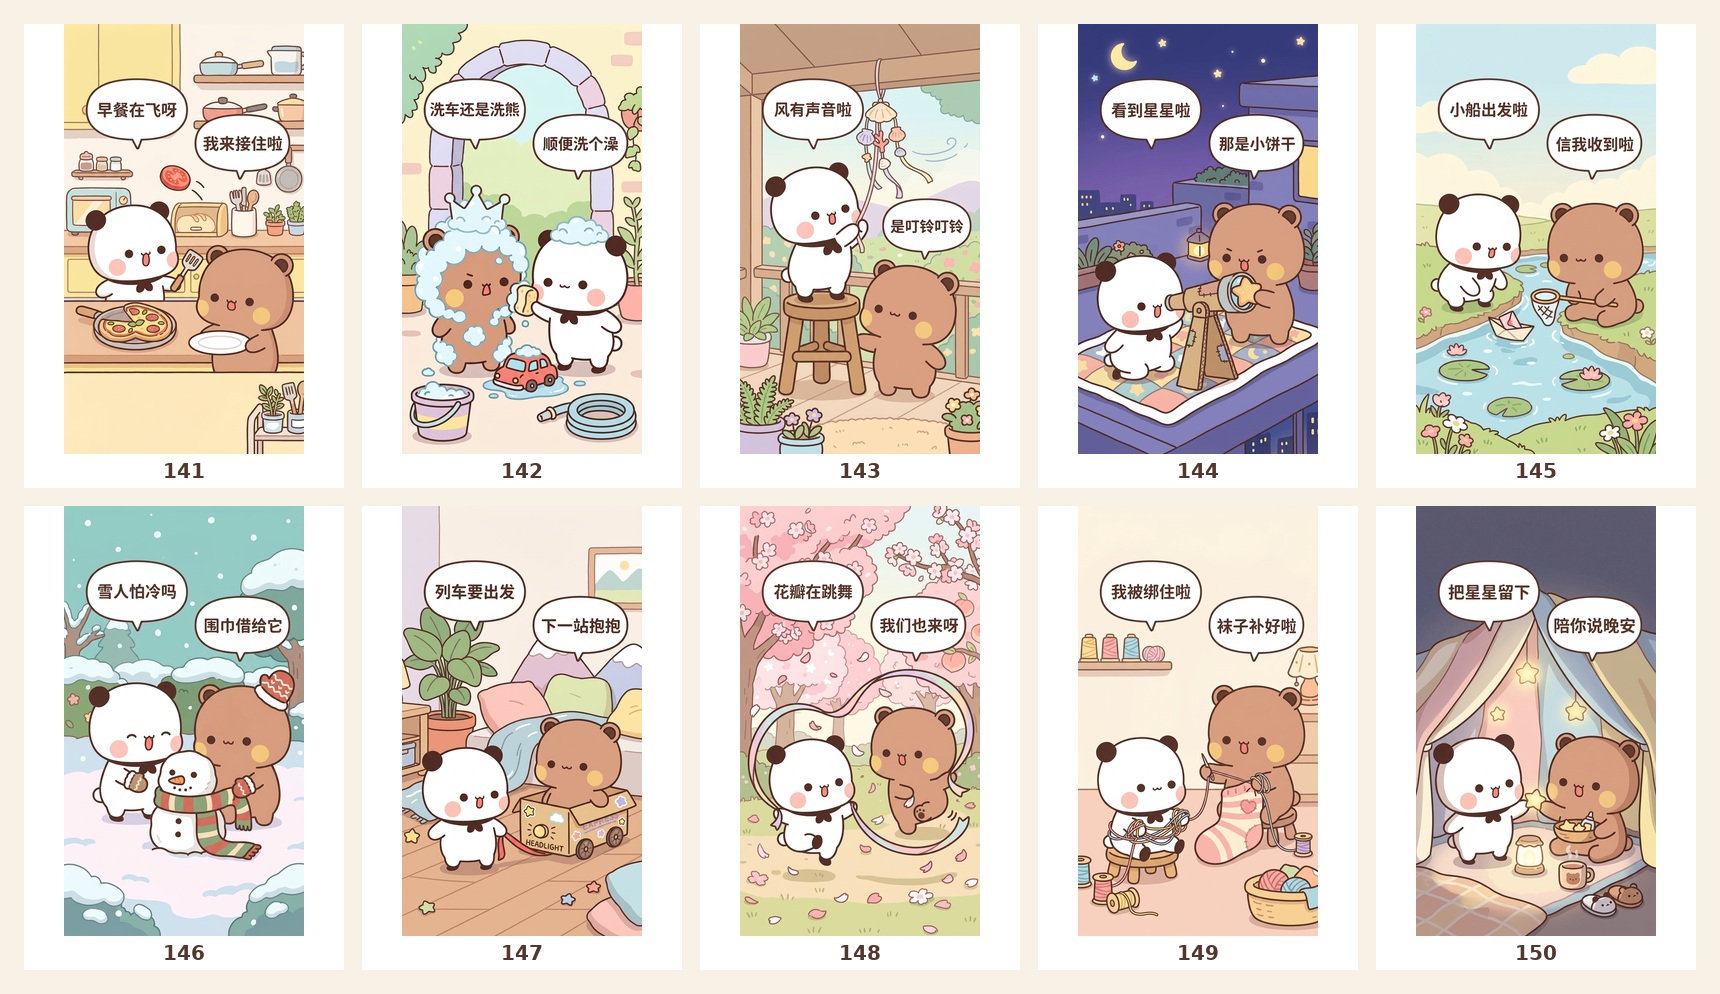 早餐在飞呀
我来接住啦
141
洗车还是洗熊
顺便洗个澡
142
风有声音啦
是叮铃叮铃
143
看到星星啦
那是小饼干
144
小船出发啦
信我收到啦
145
雪人怕冷吗
围巾借给它
146
列车要出发
下一站抱抱
HEADLIGHT
147
花瓣在跳舞
我们也来呀
148
我被绑住啦
袜子补好啦
149
把星星留下
陪你说晚安
150